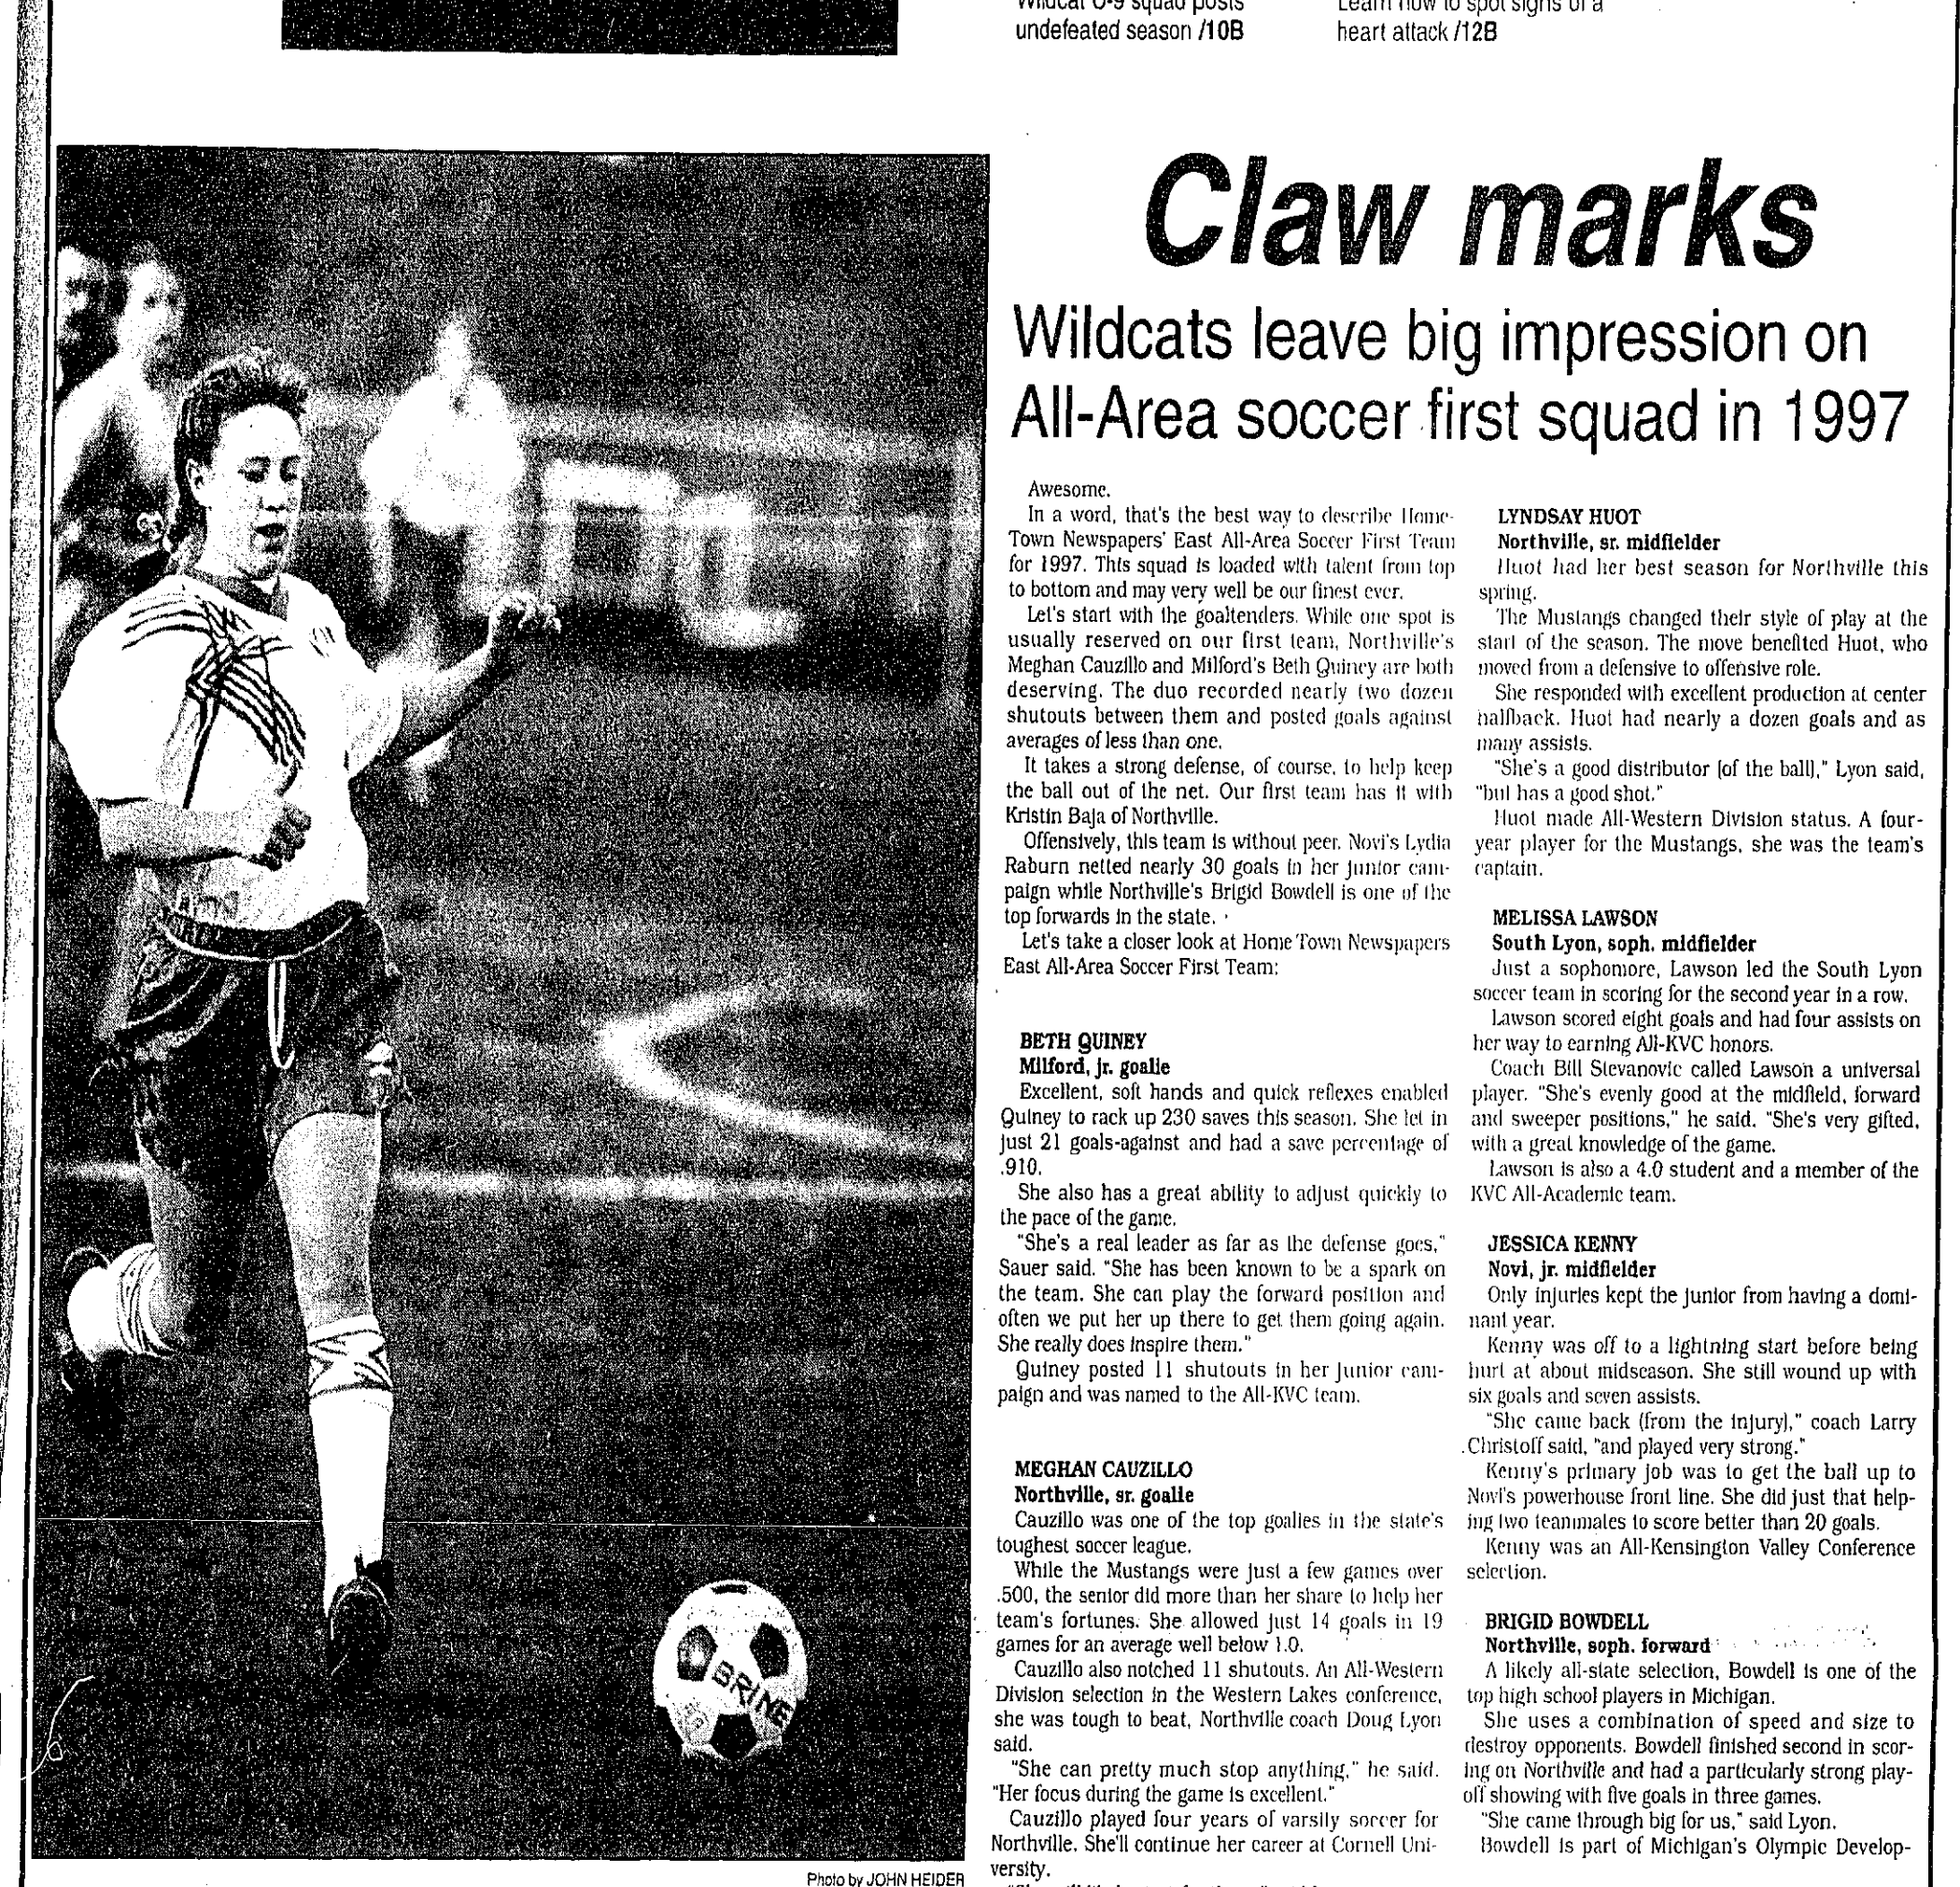 Wildcat U-9 squad posts
undefeated season /10B
Learn how to spot signs of a
heart attack /12B
Claw marks
Wildcats leave big impression on
All-Area soccer first squad in 1997
Awesome.
In a word, that's the best way to describe Home-
Town Newspapers' East All-Area Soccer First Team
for 1997. This squad is loaded with talent from top
to bottom and may very well be our finest ever.
Let's start with the goaltenders. While one spot is
usually reserved on our first team, Northville's
Meghan Cauzillo and Milford's Beth Quiney are both
deserving. The duo recorded nearly two dozen
shutouts between them and posted goals against
averages of less than one.
It takes a strong defense, of course, to help keep
the ball out of the net. Our first team has it with
Kristin Baja of Northville.
Offensively, this team is without peer. Novi's Lydia
Raburn netted nearly 30 goals in her junior cam-
paign while Northville's Brigid Bowdell is one of the
top forwards in the state.
Let's take a closer look at HomeTown Newspapers
East All-Area Soccer First Team:
BETH QUINEY
Milford, jr. goalie
Excellent, soft hands and quick reflexes enabled
Quiney to rack up 230 saves this season. She let in
just 21 goals-against and had a save percentage of
.910.
She also has a great ability to adjust quickly to
the pace of the game.
"She's a real leader as far as the defense goes,"
Sauer said. "She has been known to be a spark on
the team. She can play the forward position and
often we put her up there to get them going again.
She really does inspire them."
Quiney posted 11 shutouts in her junior cam-
paign and was named to the All-KVC team.
MEGHAN CAUZILLO
Northville, sr. goalie
Cauzillo was one of the top goalies in the state's
toughest soccer league.
While the Mustangs were just a few games over
.500, the senior did more than her share to help her
team's fortunes. She allowed just 14 goals in 19
games for an average well below 1.0.
Cauzillo also notched 11 shutouts. An All-Western
Division selection in the Western Lakes conference,
she was tough to beat, Northville coach Doug Lyon
said.
"She can pretty much stop anything," he said.
"Her focus during the game is excellent."
Cauzillo played four years of varsity soccer for
Northville. She'll continue her career at Cornell Uni-
versity.
LYNDSAY HUOT
Northville, sr. midfielder
Huot had her best season for Northville this
spring.
The Mustangs changed their style of play at the
start of the season. The move benefited Huot, who
moved from a defensive to offensive role.
She responded with excellent production at center
halfback. Huot had nearly a dozen goals and as
many assists.
"She's a good distributor (of the ball)," Lyon said,
"but has a good shot."
Huot made All-Western Division status. A four-
year player for the Mustangs, she was the team's
captain.
MELISSA LAWSON
South Lyon, soph. midfielder
Just a sophomore, Lawson led the South Lyon
soccer team in scoring for the second year in a row.
Lawson scored eight goals and had four assists on
her way to earning All-KVC honors.
Coach Bill Stevanovic called Lawson a universal
player. "She's evenly good at the midfield, forward
and sweeper positions," he said. "She's very gifted,
with a great knowledge of the game.
Lawson is also a 4.0 student and a member of the
KVC All-Academic team.
JESSICA KENNY
Novi, jr. midfielder
Only injuries kept the junior from having a domi-
nant year.
Kenny was off to a lightning start before being
hurt at about midseason. She still wound up with
six goals and seven assists.
"She came back (from the injury)," coach Larry
Christoff said, "and played very strong."
Kenny's primary job was to get the ball up to
Novi's powerhouse front line. She did just that help-
ing two teammates to score better than 20 goals.
Kenny was an All-Kensington Valley Conference
selection.
BRIGID BOWDELL
Northville, soph. forward
A likely all-state selection, Bowdell is one of the
top high school players in Michigan.
She uses a combination of speed and size to
destroy opponents. Bowdell finished second in scor-
ing on Northville and had a particularly strong play-
off showing with five goals in three games.
"She came through big for us," said Lyon.
Bowdell is part of Michigan's Olympic Develop-
BRINE
Photo by JOHN HEIDER